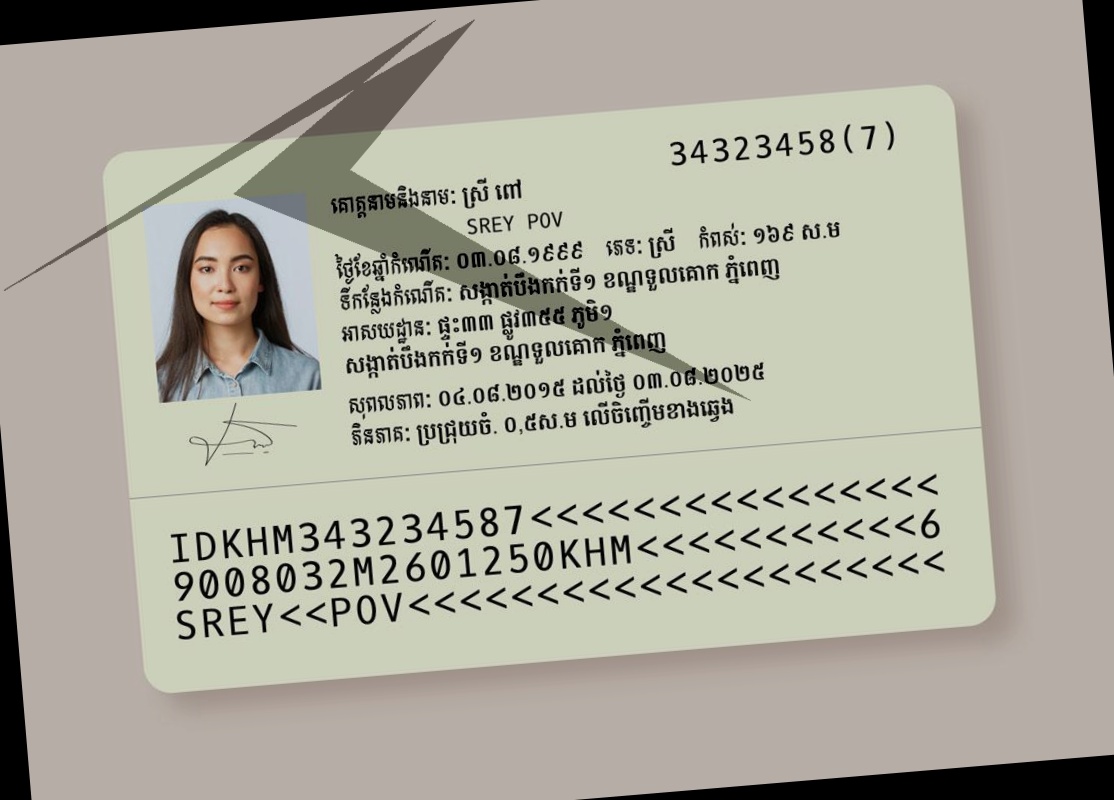 34323458(7)
គោត្តនាមនិងនាម: ស្រី ពៅ
SREY POV
ថ្ងៃខែឆ្នាំកំណើត: ០៣.០៨.១៩៩៩ ភេទ: ស្រី កំពស់: ១៦៩ ស.ម
ទីកន្លែងកំណើត: សង្កាត់បឹងកក់ទី១ ខណ្ឌទួលគោក ភ្នំពេញ
អាសយដ្ឋាន: ផ្ទះ៣៣ ផ្លូវ៣៥៥ ភូមិ១
សង្កាត់បឹងកក់ទី១ ខណ្ឌទួលគោក ភ្នំពេញ
សុពលភាព: ០៤.០៨.២០១៥ ដល់ថ្ងៃ ០៣.០៨.២០២៥
ភិនភាគ: ប្រជ្រុយចំ. ០,៥ស.ម លើចិញ្ចើមខាងឆ្វេង
IDKHM343234587<<<<<<<<<<<<<<<<
9008032M2601250KHM<<<<<<<<<<<6
SREY<<POV<<<<<<<<<<<<<<<<<<<<<